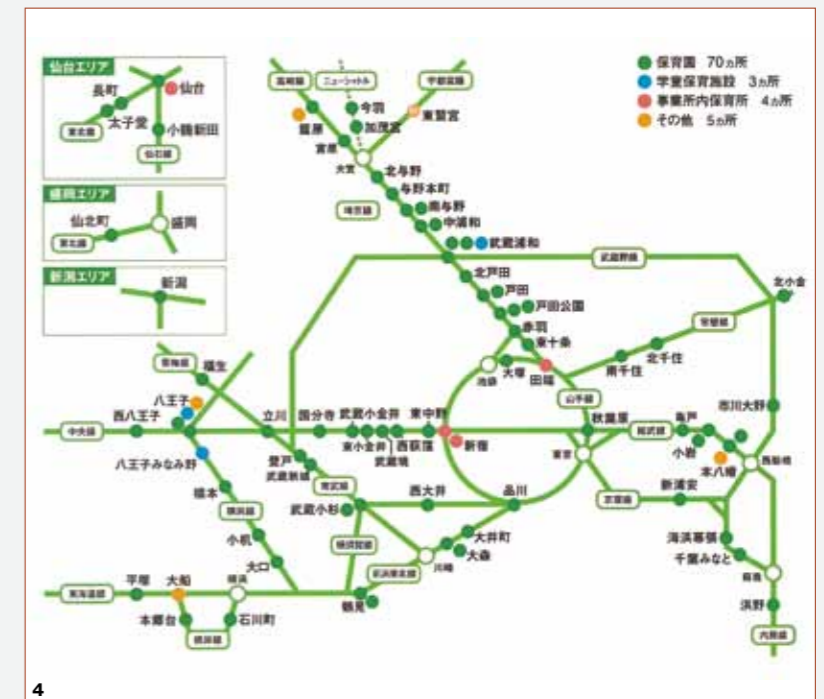 仙台エリア
仙台
長町
太子堂
小鶴新田
東北線
仙石線
盛岡エリア
仙北町
盛岡
東北線
新潟エリア
新潟
高崎線
ニューシャトル
宇都宮線
今羽
加茂宮
東鷲宮
宮原
大宮
北与野
与野本町
南与野
中浦和
埼京線
武蔵浦和
武蔵野線
北戸田
戸田
戸田公園
赤羽
東十条
池袋
大塚
田端
山手線
常磐線
北小金
南千住
北千住
保育園 70ヵ所
学童保育施設 3ヵ所
事業所内保育所 4ヵ所
その他 5ヵ所
青梅線
福生
八王子
西八王子
中央線
立川
国分寺
武蔵小金井
東小金井
武蔵境
西荻窪
東中野
新宿
秋葉原
総武線
亀戸
小岩
本八幡
市川大野
西船橋
東京
八王子みなみ野
登戸
武蔵新城
南武線
橋本
横浜線
武蔵小杉
西大井
品川
京葉線
新浦安
小机
横須賀線
大井町
大森
川崎
京浜東北線
海浜幕張
千葉みなと
大口
東海道線
平塚
大船
横浜
鶴見
本郷台
石川町
根岸線
蘇我
浜野
内房線
4